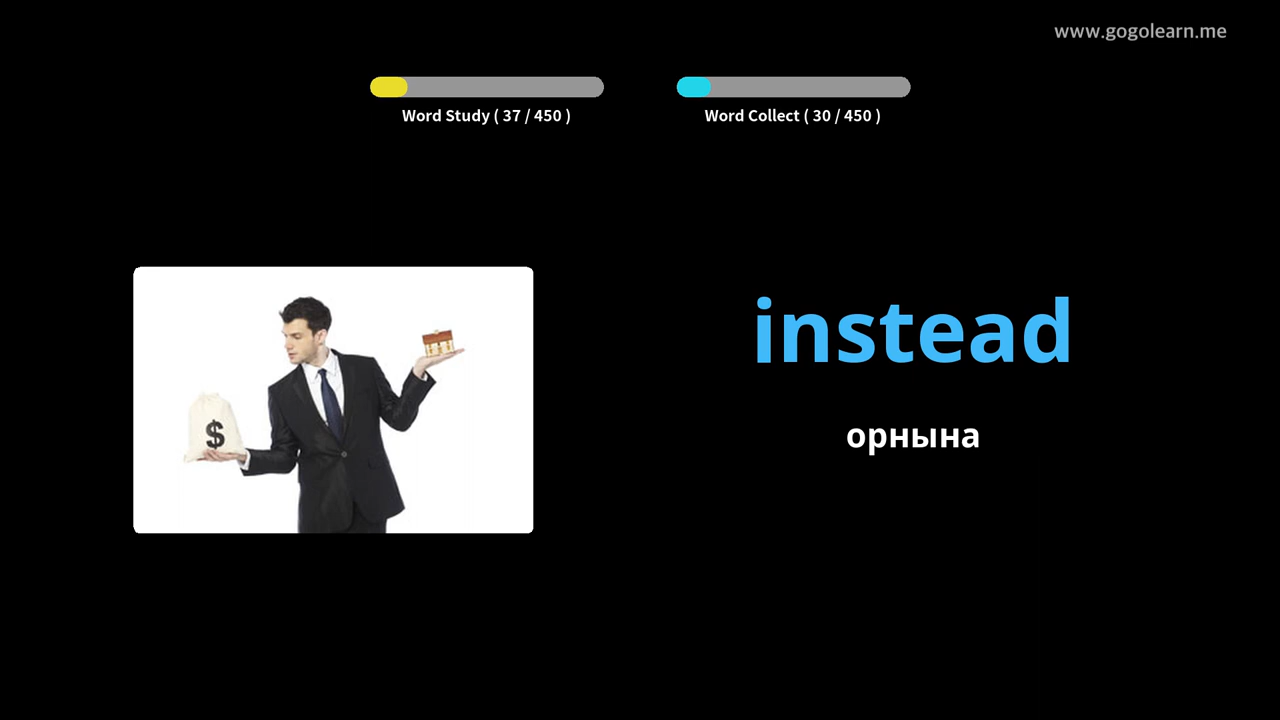 www.gogolearn.me
Word Study ( 37 / 450 )
Word Collect ( 30 / 450 )
$
instead
орнына